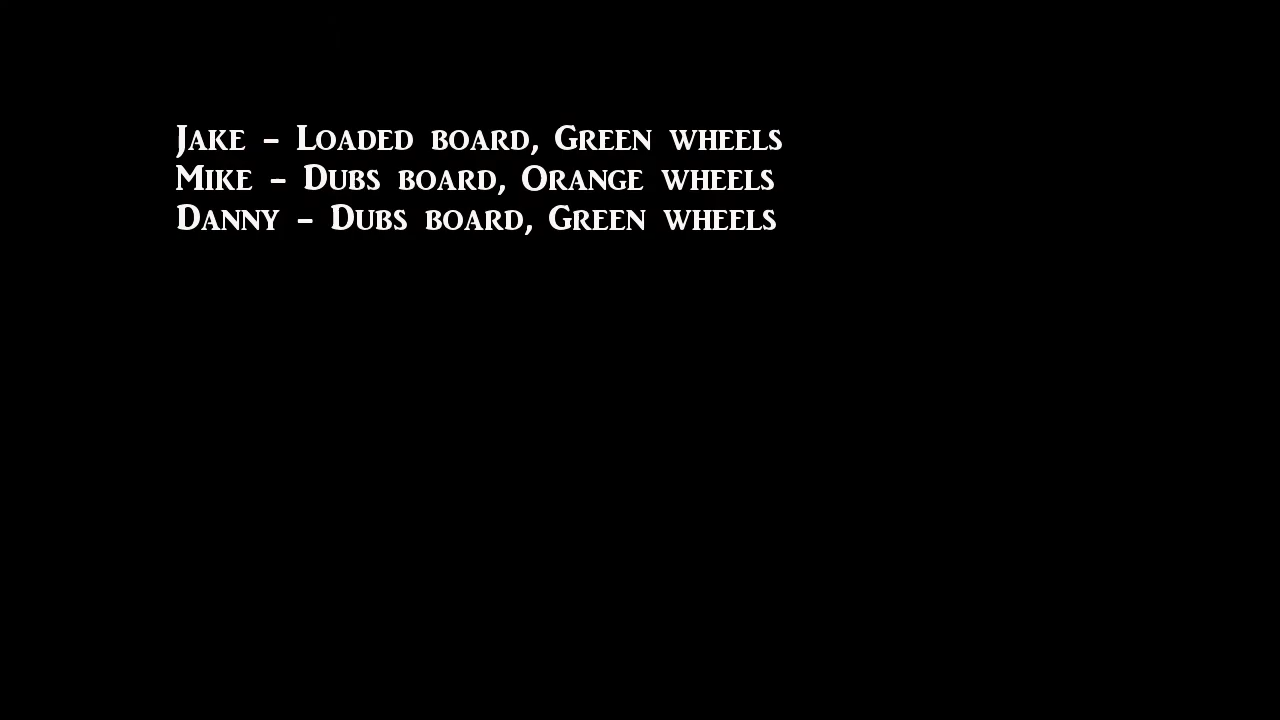 Jake - Loaded board, Green wheels
Mike - Dubs board, Orange wheels
Danny - Dubs board, Green wheels